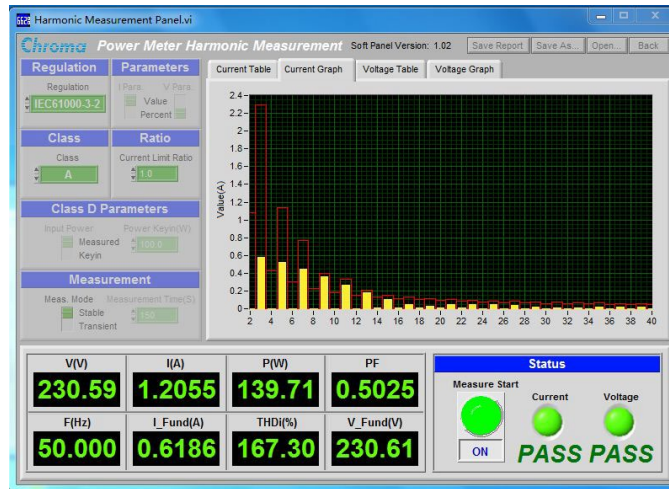 Harmonic Measurement Panel.vi
Chroma Power Meter Harmonic Measurement Soft Panel Version: 1.02 Save Report Save As... Open... Back
Regulation Parameters
Regulation I Para. V Para.
IEC61000-3-2 Value
Percent
Class Ratio
Class Current Limit Ratio
A 1.0
Class D Parameters
Input Power Power Keyin(W)
Measured 100.0
Keyin
Measurement
Meas. Mode Measurement Time(S)
Stable 150
Transient
Current Table Current Graph Voltage Table Voltage Graph
Value(A)
2.4
2.2
2
1.8
1.6
1.4
1.2
1
0.8
0.6
0.4
0.2
0
2 4 6 8 10 12 14 16 18 20 22 24 26 28 30 32 34 36 38 40
V(V) I(A) P(W) PF
230.59 1.2055 139.71 0.5025
F(Hz) I_Fund(A) THDi(%) V_Fund(V)
50.000 0.6186 167.30 230.61
Status
Measure Start Current Voltage
ON PASS PASS